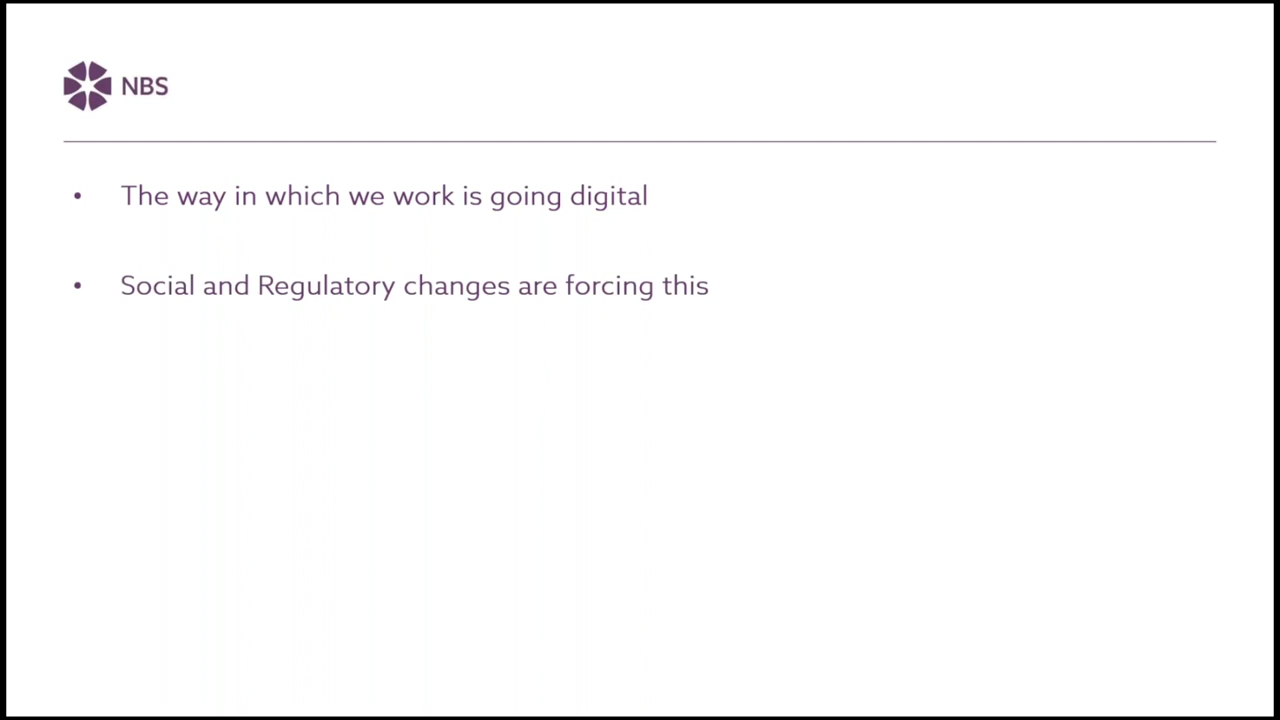 NBS
• The way in which we work is going digital
• Social and Regulatory changes are forcing this